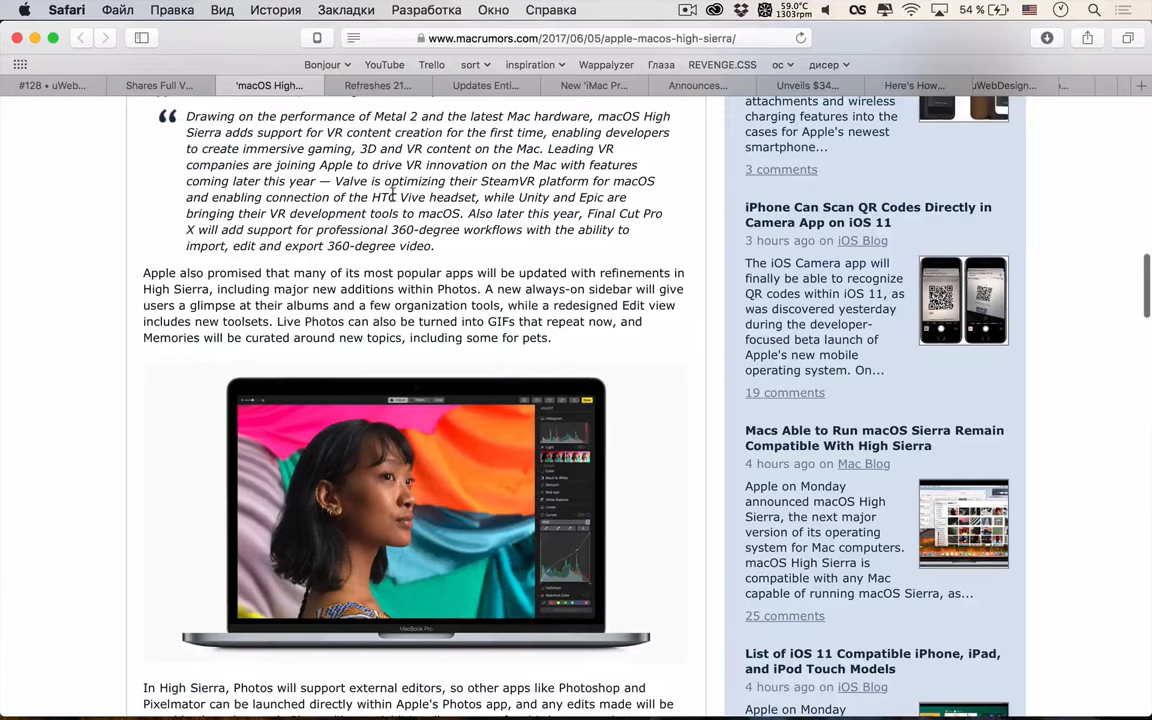 Safari Файл Правка Вид История Закладки Разработка Окно Справка 59.0°C 1303rpm OS 54 %
www.macrumors.com/2017/06/05/apple-macos-high-sierra/
Bonjour YouTube Trello sort inspiration Wappalyzer Глаза REVENGE.CSS ос дисер
#128 • uWeb... Shares Full V... 'macOS High... Refreshes 21... Updates Enti... New 'iMac Pr... Announces... Unveils $34... Here's How... uWebDesign...
Drawing on the performance of Metal 2 and the latest Mac hardware, macOS High
Sierra adds support for VR content creation for the first time, enabling developers
to create immersive gaming, 3D and VR content on the Mac. Leading VR
companies are joining Apple to drive VR innovation on the Mac with features
coming later this year — Valve is optimizing their SteamVR platform for macOS
and enabling connection of the HTC Vive headset, while Unity and Epic are
bringing their VR development tools to macOS. Also later this year, Final Cut Pro
X will add support for professional 360-degree workflows with the ability to
import, edit and export 360-degree video.
Apple also promised that many of its most popular apps will be updated with refinements in
High Sierra, including major new additions within Photos. A new always-on sidebar will give
users a glimpse at their albums and a few organization tools, while a redesigned Edit view
includes new toolsets. Live Photos can also be turned into GIFs that repeat now, and
Memories will be curated around new topics, including some for pets.
MacBook Pro
In High Sierra, Photos will support external editors, so other apps like Photoshop and
Pixelmator can be launched directly within Apple's Photos app, and any edits made will be
attachments and wireless
charging features into the
cases for Apple's newest
smartphone...
3 comments
iPhone Can Scan QR Codes Directly in
Camera App on iOS 11
3 hours ago on iOS Blog
The iOS Camera app will
finally be able to recognize
QR codes within iOS 11, as
was discovered yesterday
during the developer-
focused beta launch of
Apple's new mobile
operating system. On...
19 comments
Macs Able to Run macOS Sierra Remain
Compatible With High Sierra
4 hours ago on Mac Blog
Apple on Monday
announced macOS High
Sierra, the next major
version of its operating
system for Mac computers.
macOS High Sierra is
compatible with any Mac
capable of running macOS Sierra, as...
25 comments
List of iOS 11 Compatible iPhone, iPad,
and iPod Touch Models
4 hours ago on iOS Blog
Apple on Monday